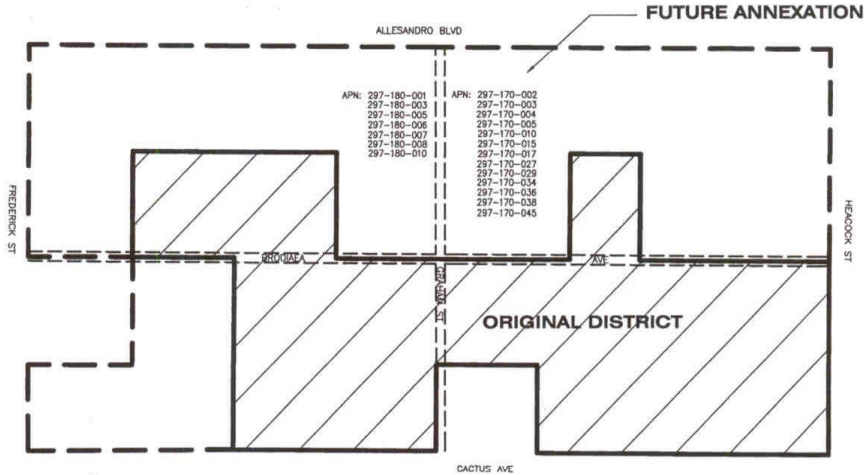 FUTURE ANNEXATION
ALLESANDRO BLVD
APN: 297-180-001
297-180-003
297-180-005
297-180-006
297-180-007
297-180-008
297-180-010
APN: 297-170-002
297-170-003
297-170-004
297-170-005
297-170-010
297-170-015
297-170-017
297-170-027
297-170-029
297-170-034
297-170-036
297-170-038
297-170-045
FREDERICK ST
HEACOCK ST
BRODIAEA AVE
GRAHAM ST
ORIGINAL DISTRICT
CACTUS AVE